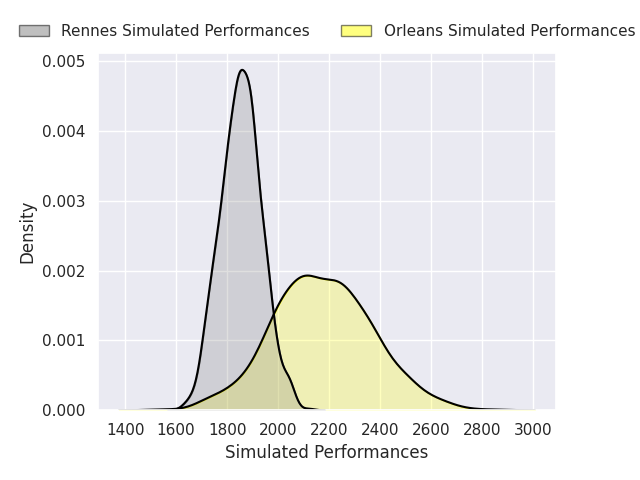 Rennes Simulated Performances
Orleans Simulated Performances
0.005
0.004
0.003
0.002
0.001
0.000
Density
1400 1600 1800 2000 2200 2400 2600 2800 3000
Simulated Performances